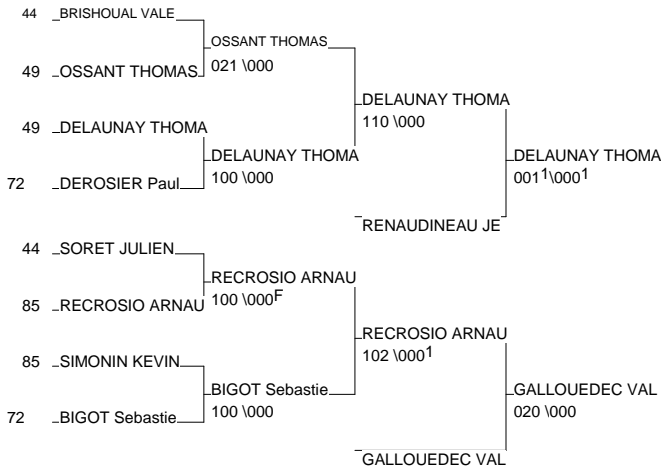 44 BRISHOUAL VALE
OSSANT THOMAS
021 \000
49 OSSANT THOMAS
DELAUNAY THOMA
110 \000
49 DELAUNAY THOMA
DELAUNAY THOMA
100 \000
DELAUNAY THOMA
001¹\000¹
72 DEROSIER Paul
RENAUDINEAU JE
44 SORET JULIEN
RECROSIO ARNAU
100 \000F
85 RECROSIO ARNAU
RECROSIO ARNAU
102 \000¹
85 SIMONIN KEVIN
BIGOT Sebastie
100 \000
GALLOUEDEC VAL
020 \000
72 BIGOT Sebastie
GALLOUEDEC VAL